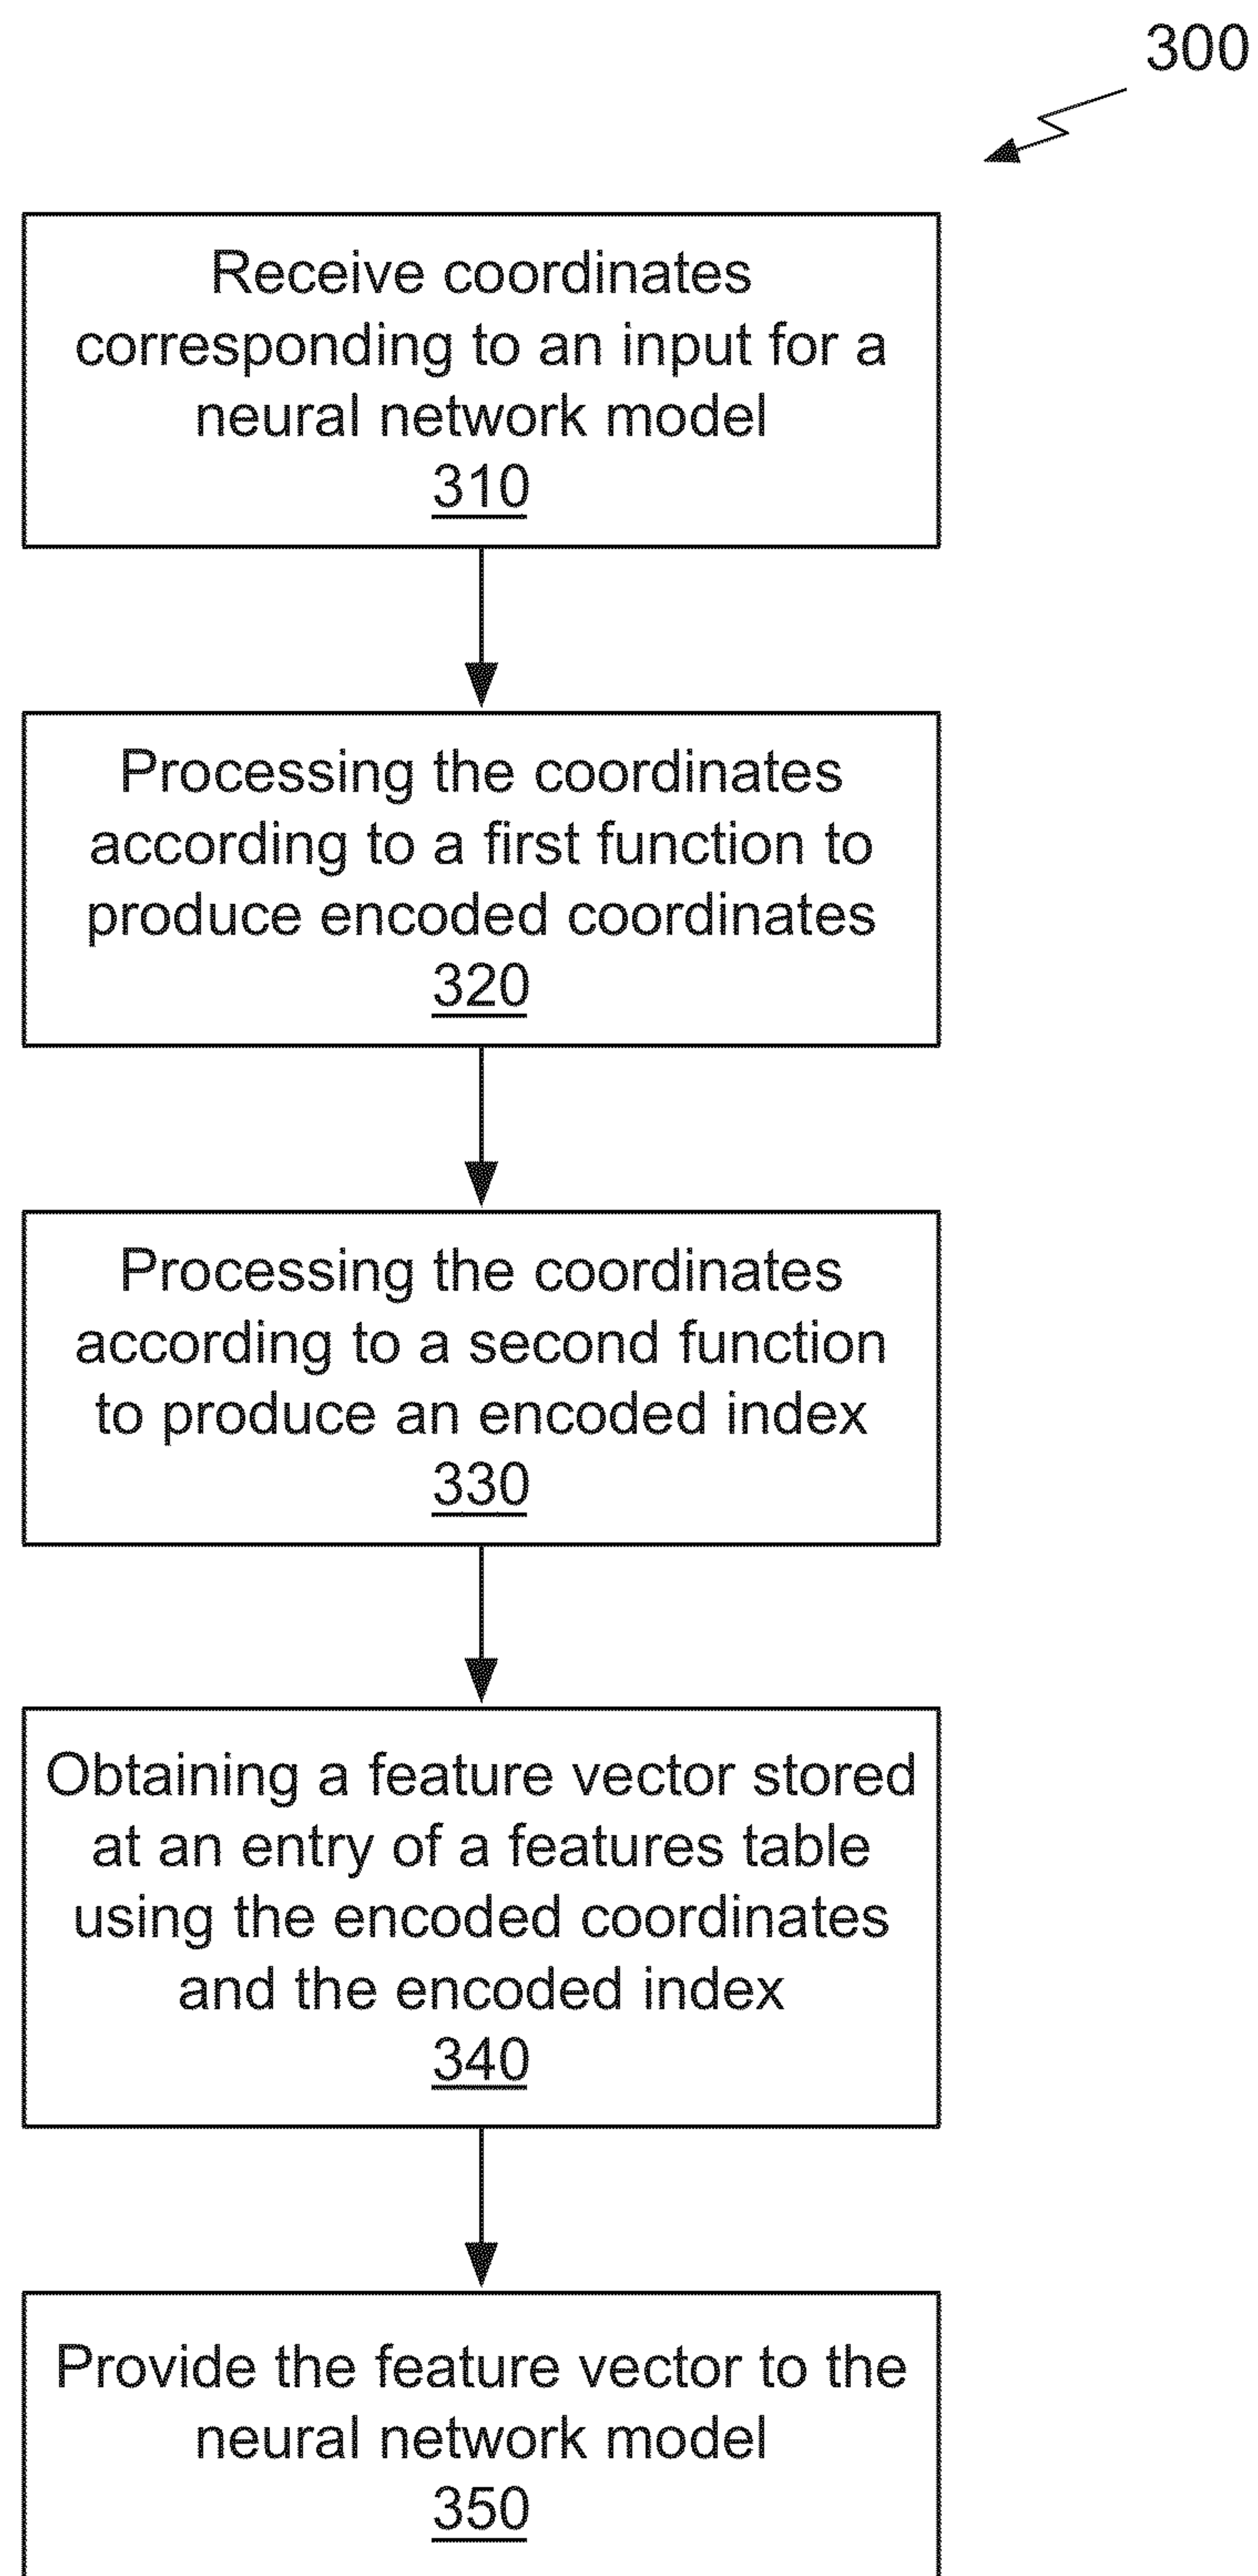 300
Receive coordinates
corresponding to an input for a
neural network model
310
Processing the coordinates
according to a first function to
produce encoded coordinates
320
Processing the coordinates
according to a second function
to produce an encoded index
330
Obtaining a feature vector stored
at an entry of a features table
using the encoded coordinates
and the encoded index
340
Provide the feature vector to the
neural network model
350